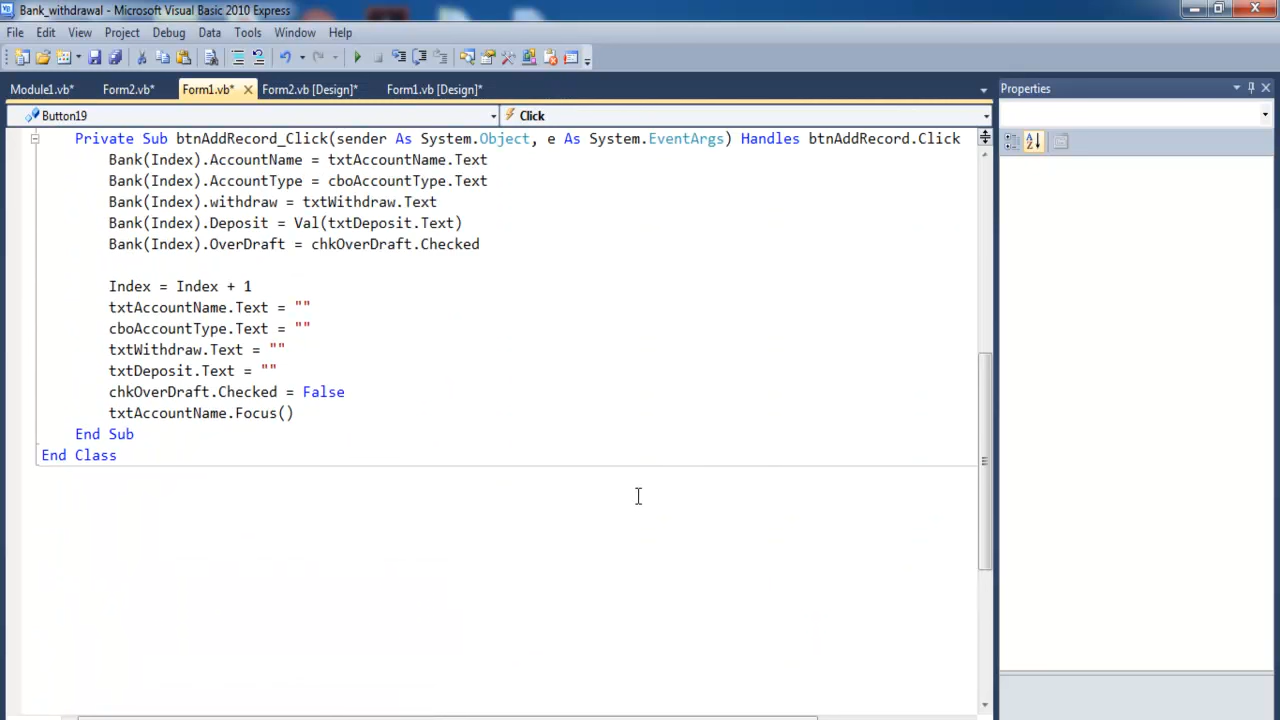 Bank_withdrawal - Microsoft Visual Basic 2010 Express
File Edit View Project Debug Data Tools Window Help
Module1.vb* Form2.vb* Form1.vb* Form2.vb [Design]* Form1.vb [Design]*
Properties
Button19 Click
Private Sub btnAddRecord_Click(sender As System.Object, e As System.EventArgs) Handles btnAddRecord.Click
Bank(Index).AccountName = txtAccountName.Text
Bank(Index).AccountType = cboAccountType.Text
Bank(Index).withdraw = txtWithdraw.Text
Bank(Index).Deposit = Val(txtDeposit.Text)
Bank(Index).OverDraft = chkOverDraft.Checked
Index = Index + 1
txtAccountName.Text = ""
cboAccountType.Text = ""
txtWithdraw.Text = ""
txtDeposit.Text = ""
chkOverDraft.Checked = False
txtAccountName.Focus()
End Sub
End Class